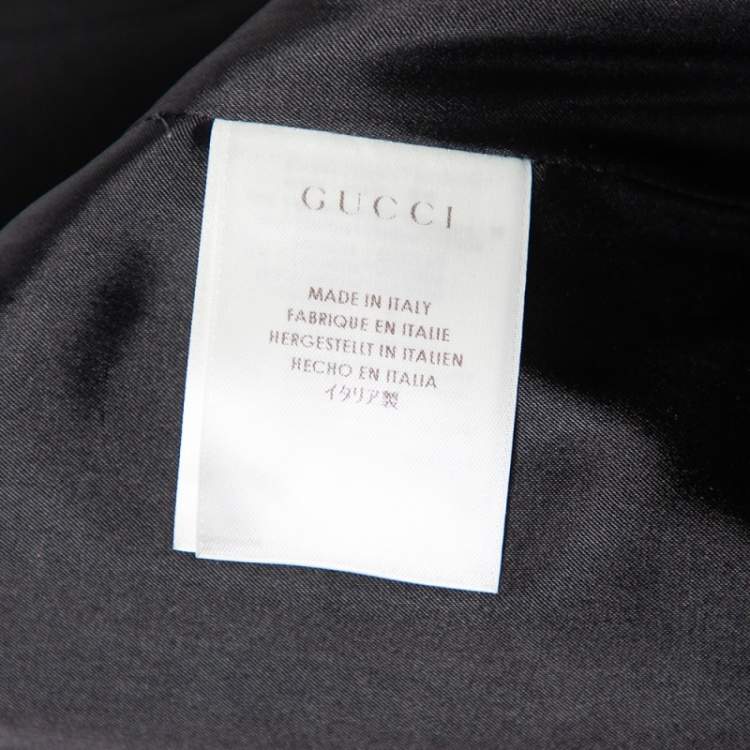 GUCCI
MADE IN ITALY
FABRIQUE EN ITALIE
HERGESTELLT IN ITALIEN
HECHO EN ITALIA
イタリア製